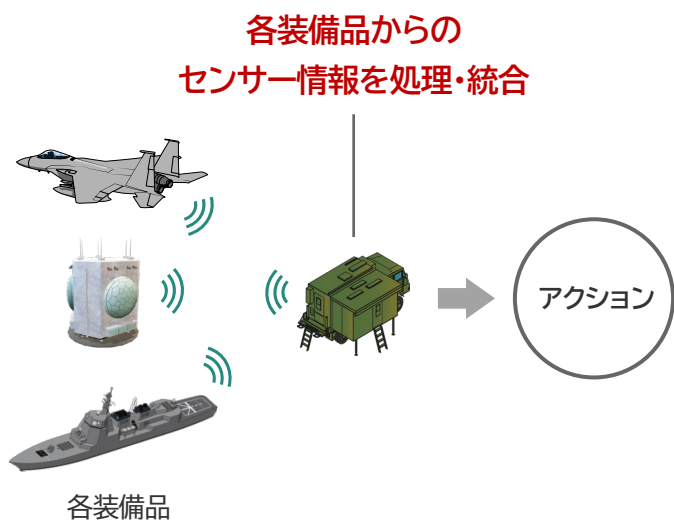 各装備品からの
センサー情報を処理・統合
アクション
各装備品